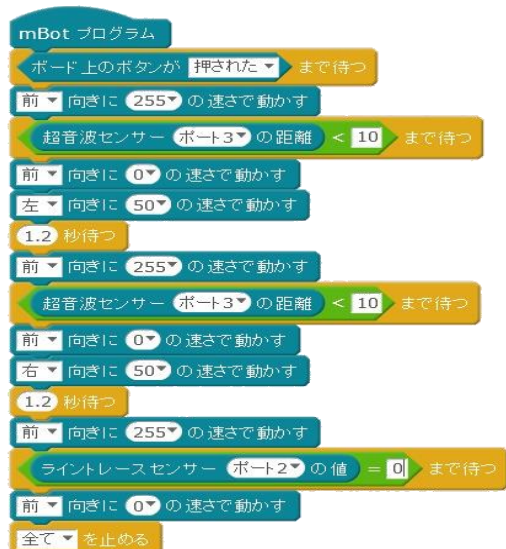 mBot プログラム
ボード上のボタンが 押された▼ まで待つ
前▼ 向きに 255▼ の速さで動かす
超音波センサー ポート3▼ の距離 < 10 まで待つ
前▼ 向きに 0▼ の速さで動かす
左▼ 向きに 50▼ の速さで動かす
1.2 秒待つ
前▼ 向きに 255▼ の速さで動かす
超音波センサー ポート3▼ の距離 < 10 まで待つ
前▼ 向きに 0▼ の速さで動かす
右▼ 向きに 50▼ の速さで動かす
1.2 秒待つ
前▼ 向きに 255▼ の速さで動かす
ライントレースセンサー ポート2▼ の値 = 0 まで待つ
前▼ 向きに 0▼ の速さで動かす
全て▼ を止める